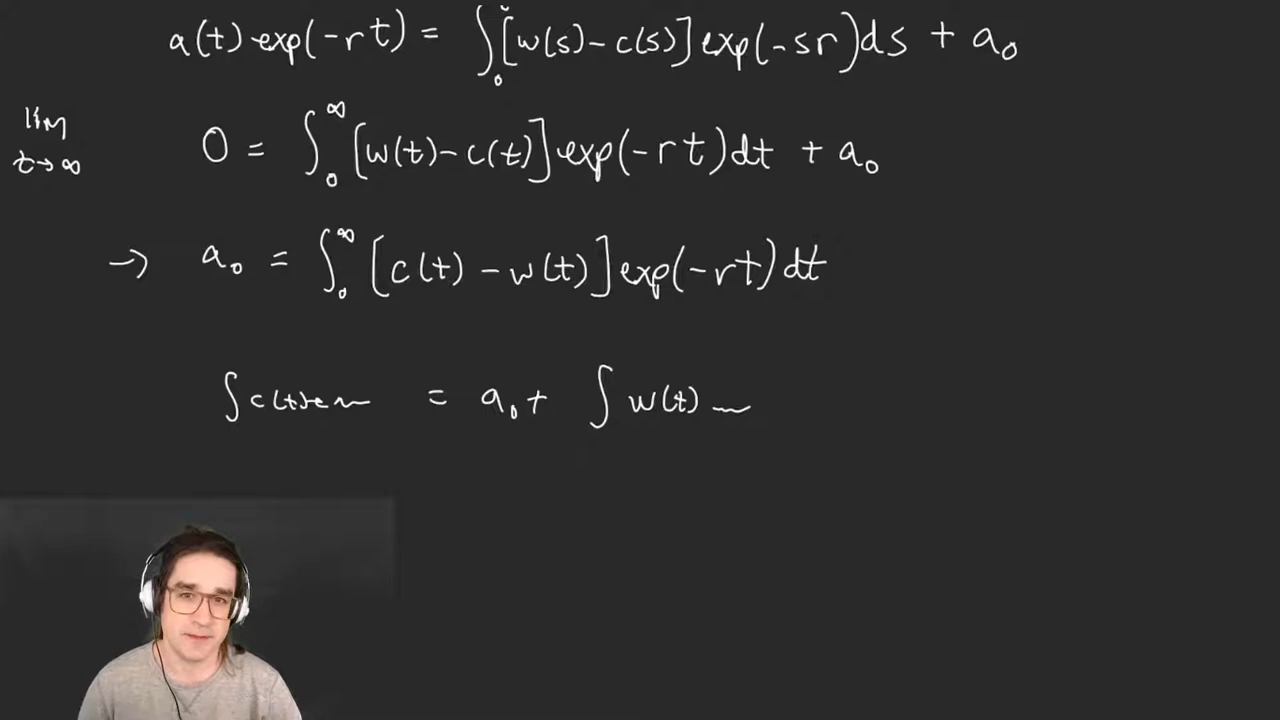 a(t) exp(-rt) = ∫₀ [w(s) - c(s)] exp(-sr) ds + a₀
lim t→∞ 0 = ∫₀^∞ [w(t) - c(t)] exp(-rt) dt + a₀
→ a₀ = ∫₀^∞ [c(t) - w(t)] exp(-rt) dt
∫ c(t) = a₀ + ∫ w(t)